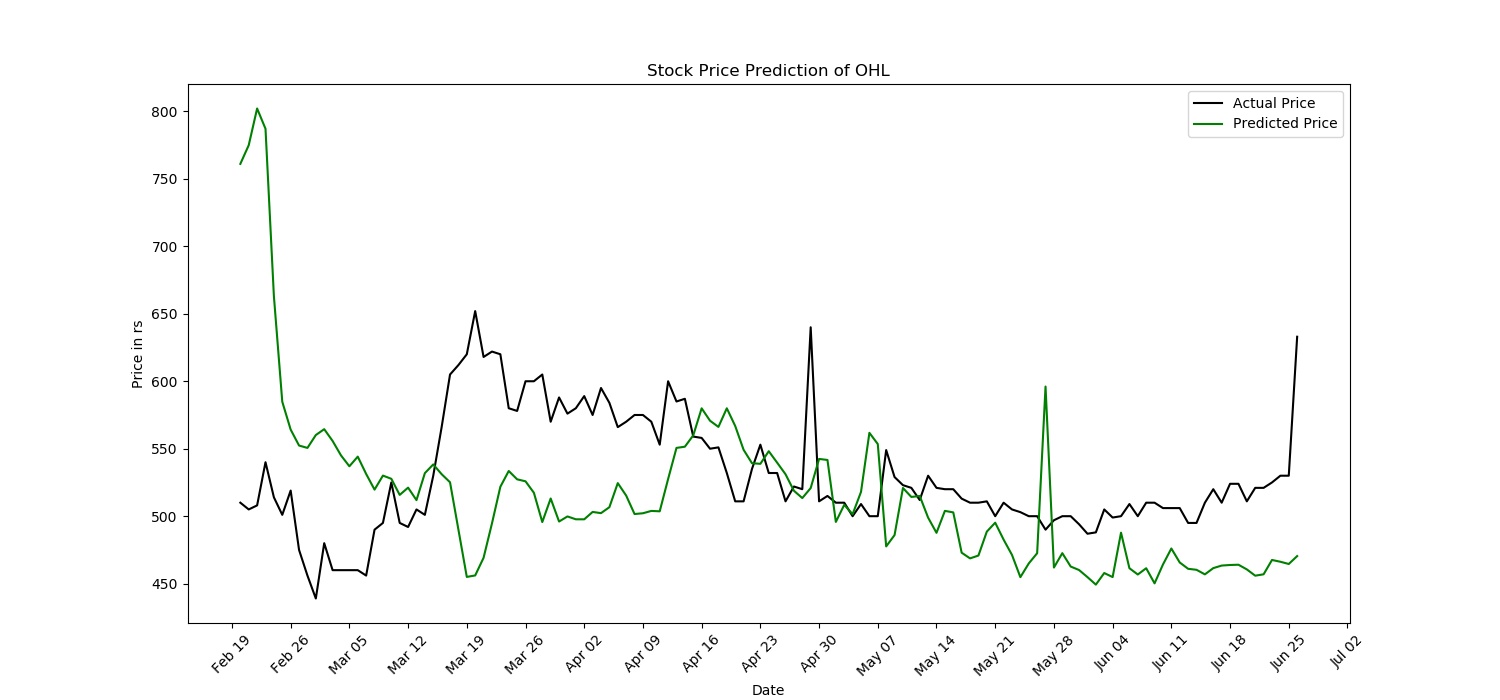 Stock Price Prediction of OHL
Actual Price
Predicted Price
Price in rs
800
750
700
650
600
550
500
450
Feb 19
Feb 26
Mar 05
Mar 12
Mar 19
Mar 26
Apr 02
Apr 09
Apr 16
Apr 23
Apr 30
May 07
May 14
May 21
May 28
Jun 04
Jun 11
Jun 18
Jun 25
Jul 02
Date